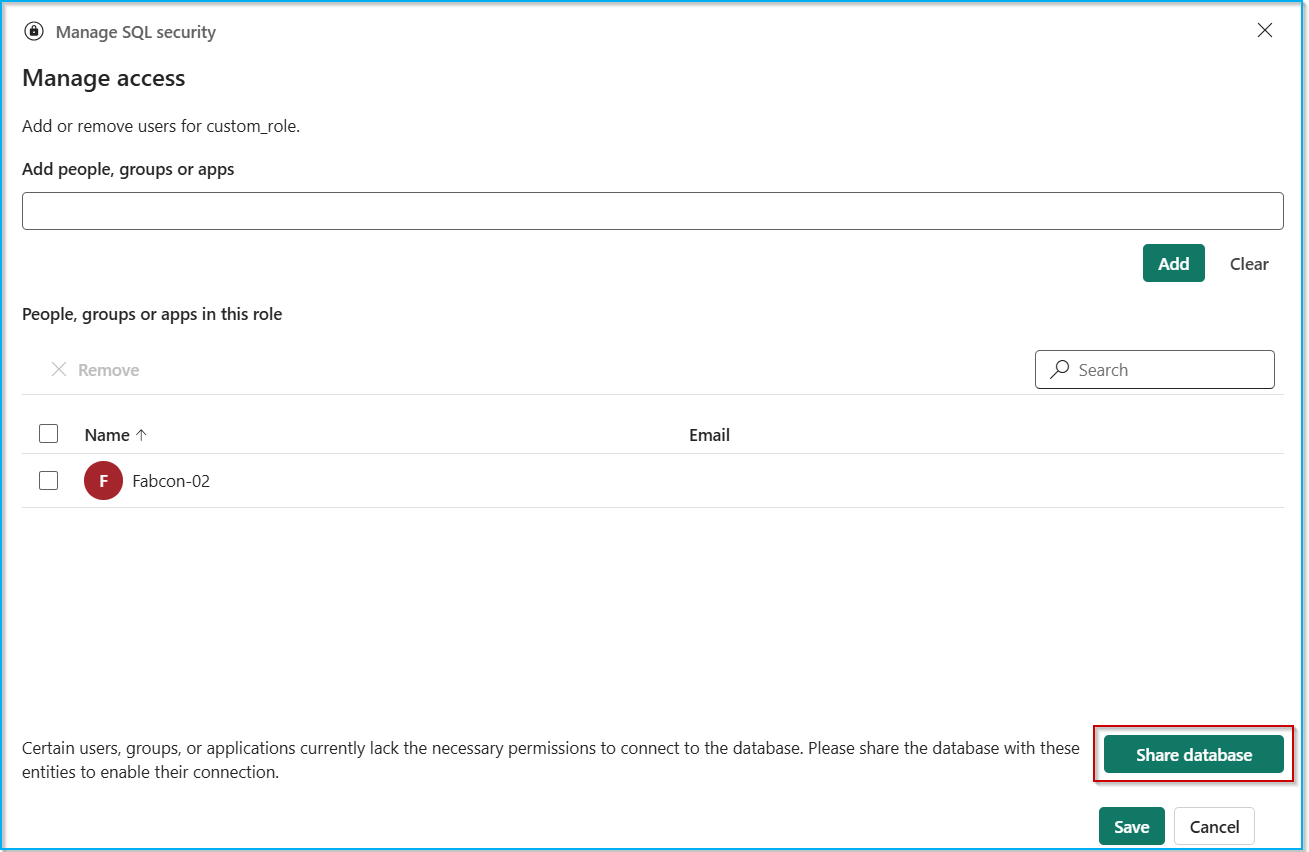 Manage SQL security
Manage access
Add or remove users for custom_role.
Add people, groups or apps
Add
Clear
People, groups or apps in this role
Remove
Search
Name ↑
Email
F
Fabcon-02
Certain users, groups, or applications currently lack the necessary permissions to connect to the database. Please share the database with these
entities to enable their connection.
Share database
Save
Cancel